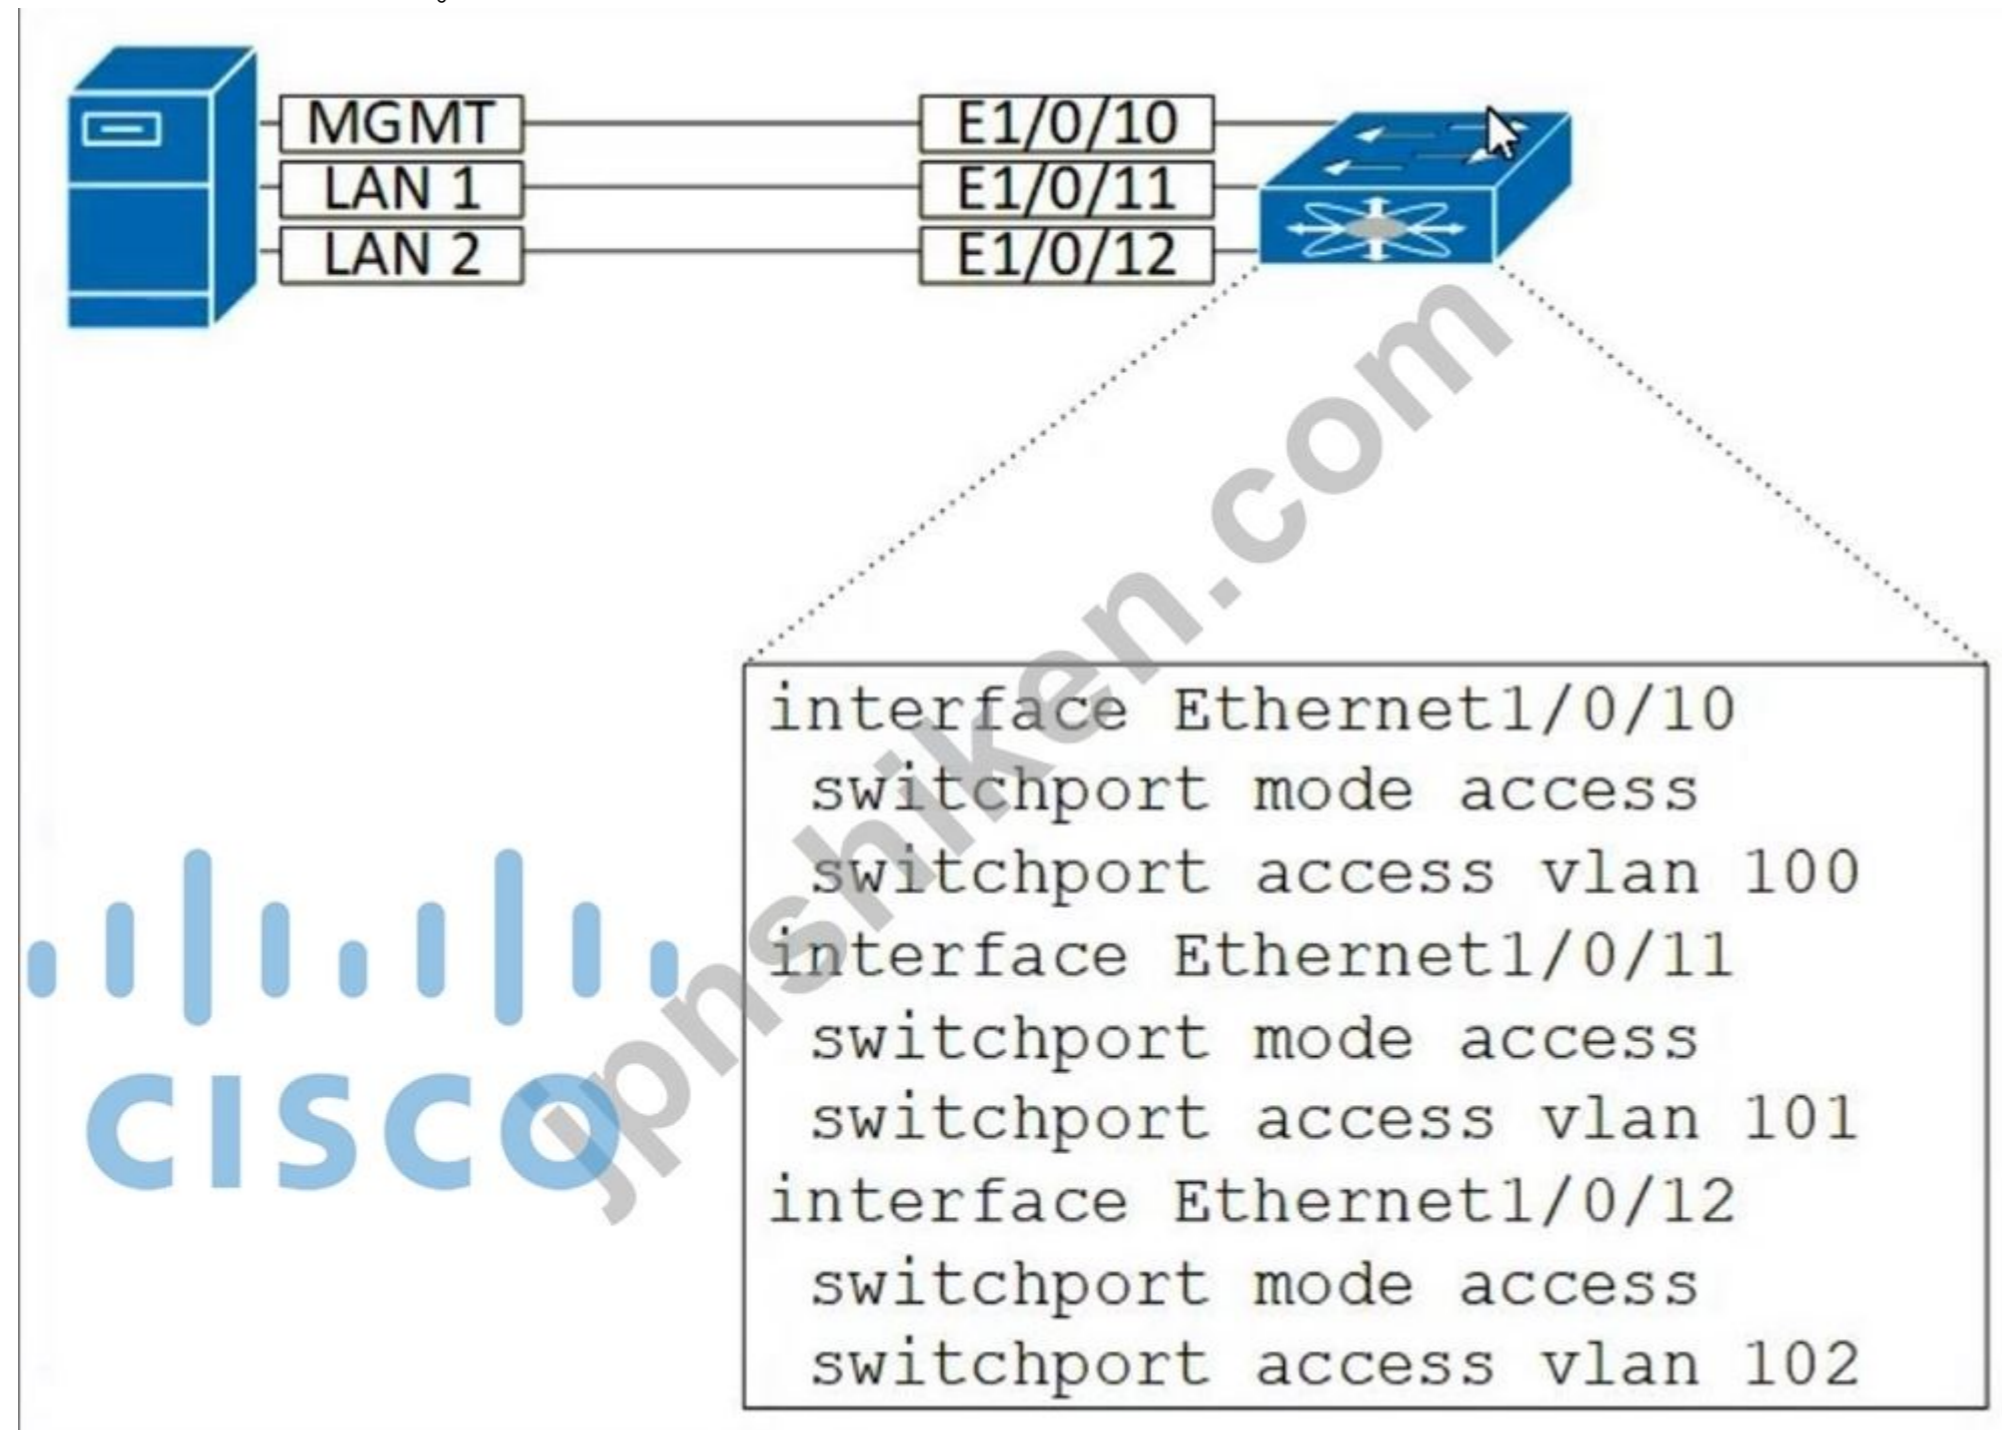 MGMT E1/0/10
LAN 1 E1/0/11
LAN 2 E1/0/12
interface Ethernet1/0/10
switchport mode access
switchport access vlan 100
interface Ethernet1/0/11
switchport mode access
switchport access vlan 101
interface Ethernet1/0/12
switchport mode access
switchport access vlan 102
CISCO
jpnshiken.com